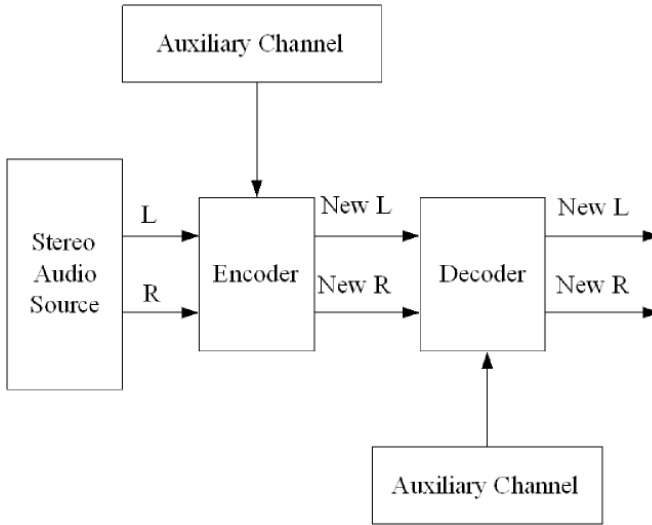 Auxiliary Channel
L
New L
New L
Stereo
Audio
Source
Encoder
Decoder
R
New R
New R
Auxiliary Channel